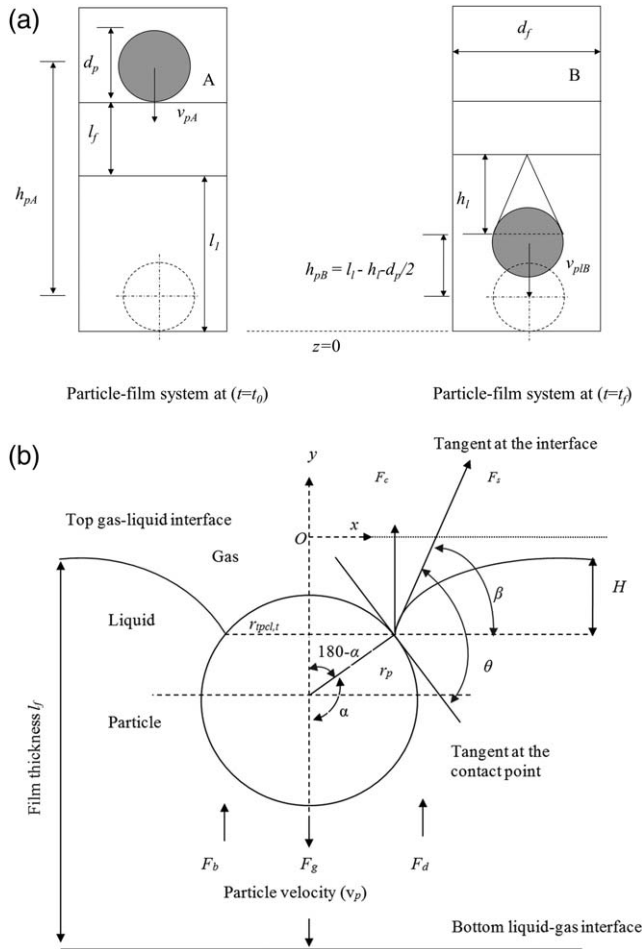 (a)
d_p
A
v_pA
l_f
h_pA
l_l
d_f
B
h_l
h_pB = l_l - h_l-d_p/2
v_plB
z=0
Particle-film system at (t=t_0)
Particle-film system at (t=t_f)
(b)
Tangent at the interface
y
F_c
F_s
Top gas-liquid interface
O
x
Gas
β
H
Liquid
r_tpcl,t
180-α
r_p
θ
α
Particle
Film thickness l_f
Tangent at the
contact point
F_b
F_g
F_d
Particle velocity (v_p)
Bottom liquid-gas interface